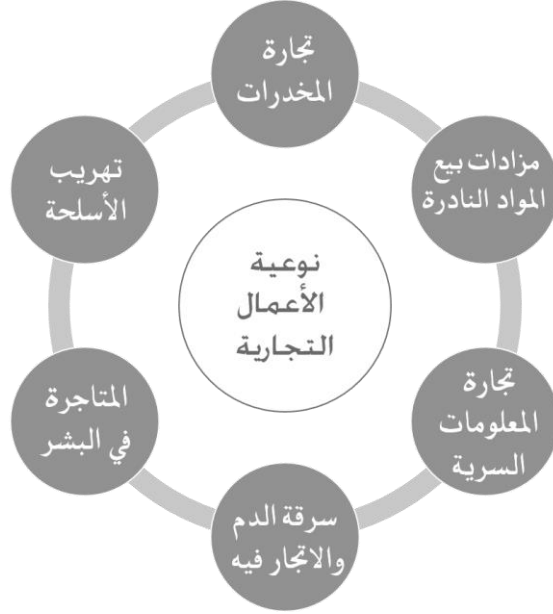 تجارة
المخدرات
مزادات بيع
المواد النادرة
تجارة
المعلومات
السرية
سرقة الدم
والاتجار فيه
المتاجرة
في البشر
تهريب
الأسلحة
نوعية
الأعمال
التجارية